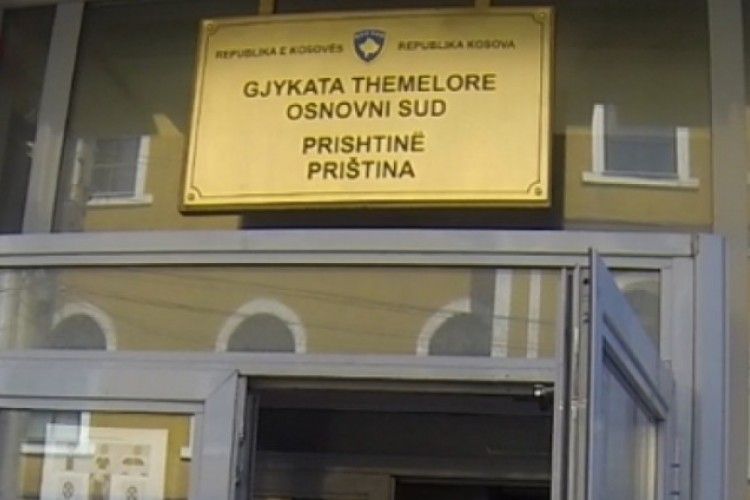 REPUBLIKA E KOSOVËS REPUBLIKA KOSOVA
GJYKATA THEMELORE
OSNOVNI SUD
PRISHTINË
PRIŠTINA